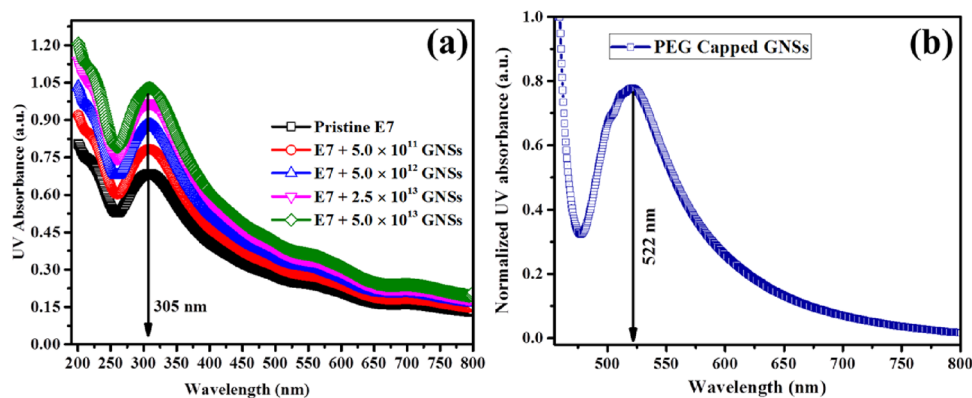 (a)
UV Absorbance (a.u.)
1.20
1.05
0.90
0.75
0.60
0.45
0.30
0.15
0.00
Pristine E7
E7 + 5.0 × 10¹¹ GNSs
E7 + 5.0 × 10¹² GNSs
E7 + 2.5 × 10¹³ GNSs
E7 + 5.0 × 10¹³ GNSs
305 nm
200 250 300 350 400 450 500 550 600 650 700 750 800
Wavelength (nm)
(b)
Normalized UV absorbance (a.u.)
1.0
0.8
0.6
0.4
0.2
0.0
PEG Capped GNSs
522 nm
500 550 600 650 700 750 800
Wavelength (nm)